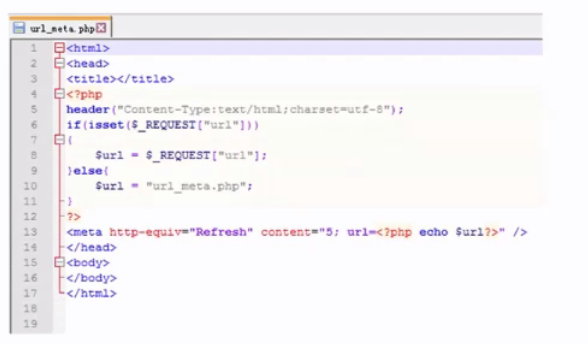 url_meta.php
1 <html>
2 <head>
3 <title></title>
4 <?php
5 header("Content-Type:text/html;charset=utf-8");
6 if(isset($_REQUEST["url"]))
7 {
8 $url = $_REQUEST["url"];
9 }else{
10 $url = "url_meta.php";
11 }
12 ?>
13 <meta http-equiv="Refresh" content="5; url=<?php echo $url?>" />
14 </head>
15 <body>
16 </body>
17 </html>
18
19